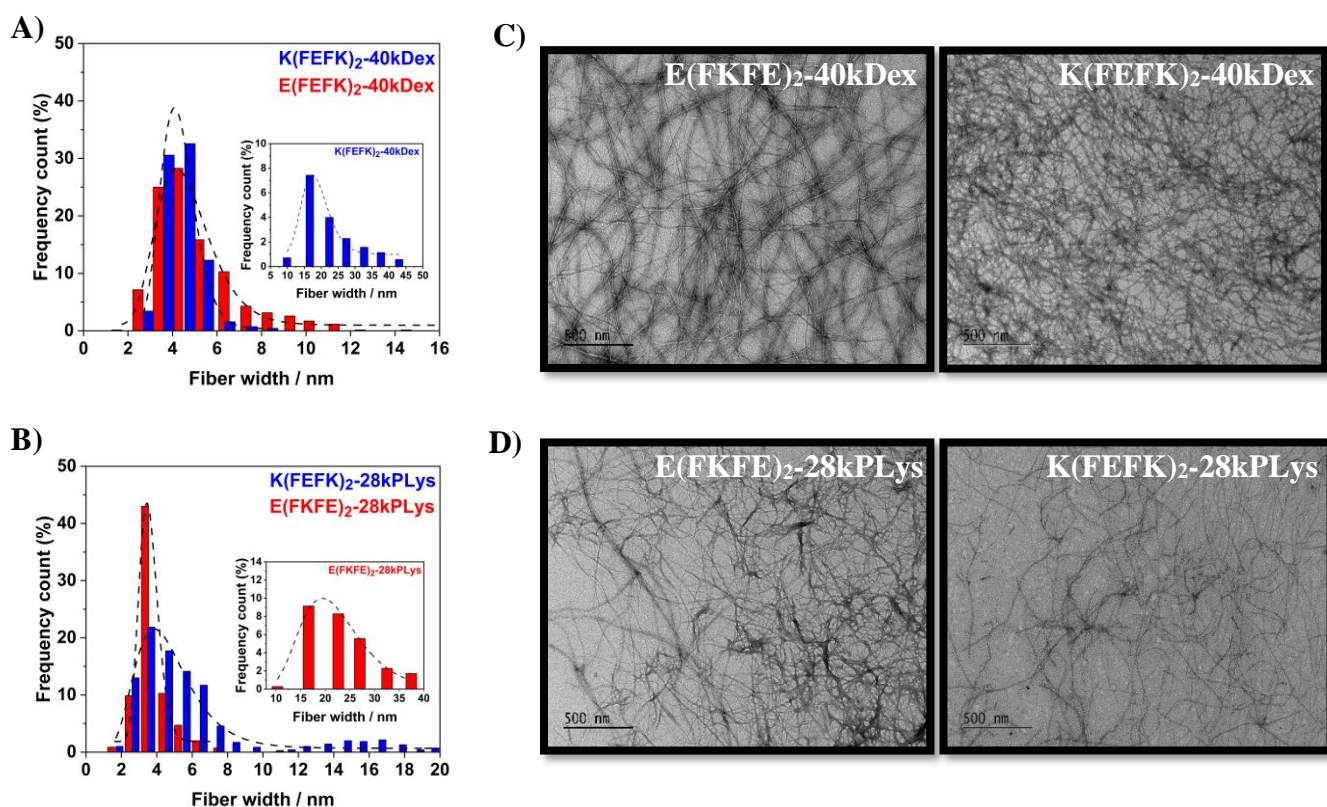 A)
50
40
30
20
10
0
Frequency count (%)
K(FEFK)₂-40kDex
E(FEFK)₂-40kDex
10
8
6
4
2
0
Frequency count (%)
K(FEFK)₂-40kDex
5 10 15 20 25 30 35 40 45 50
Fiber width / nm
0 2 4 6 8 10 12 14 16
Fiber width / nm
C)
E(FKFE)₂-40kDex
500 nm
K(FEFK)₂-40kDex
500 nm
B)
50
40
30
20
10
0
Frequency count (%)
K(FEFK)₂-28kPLys
E(FKFE)₂-28kPLys
14
12
10
8
6
4
2
0
Frequency count (%)
E(FKFE)₂-28kPLys
10 15 20 25 30 35 40
Fiber width / nm
0 2 4 6 8 10 12 14 16 18 20
Fiber width / nm
D)
E(FKFE)₂-28kPLys
500 nm
K(FEFK)₂-28kPLys
500 nm